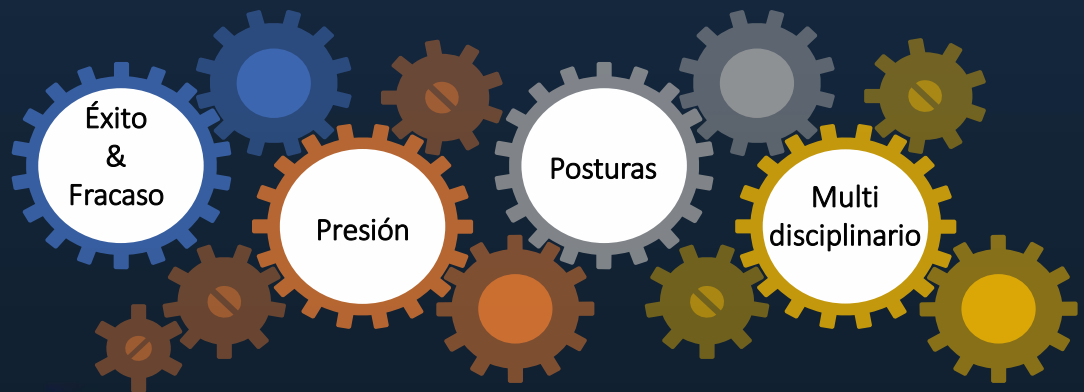 Éxito
&
Fracaso
Presión
Posturas
Multi
disciplinario